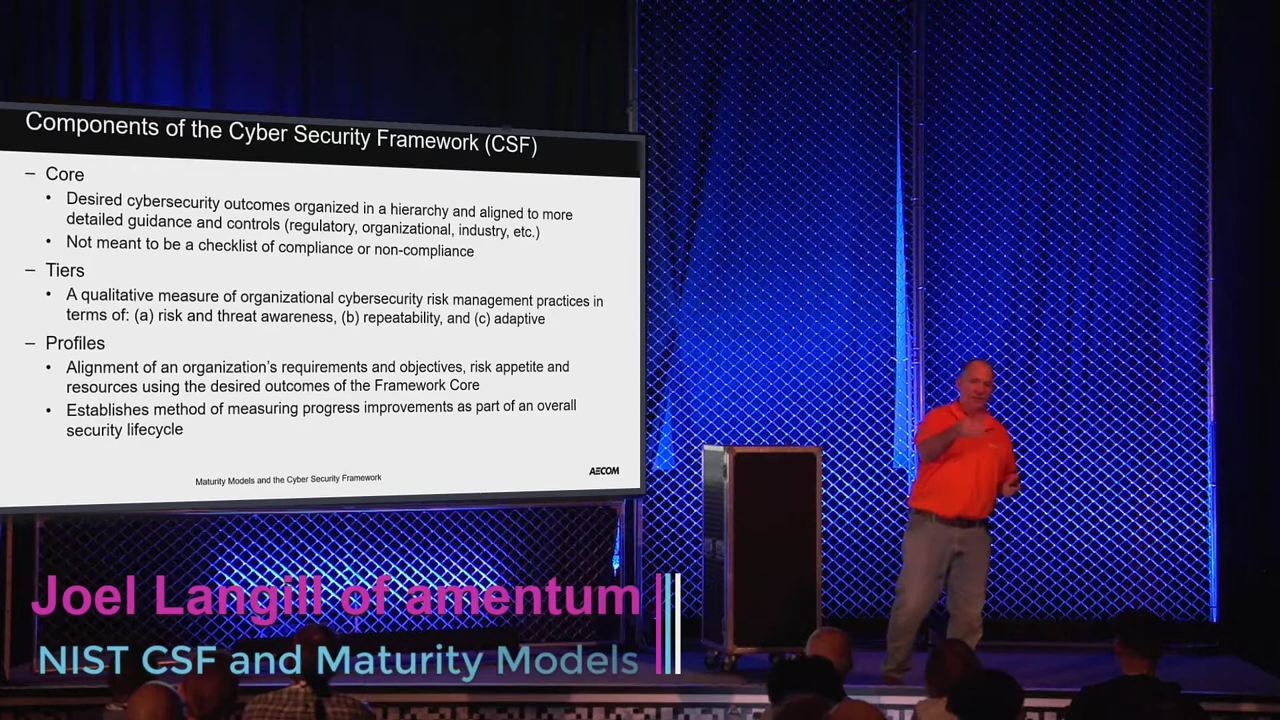 Components of the Cyber Security Framework (CSF)
– Core
• Desired cybersecurity outcomes organized in a hierarchy and aligned to more
detailed guidance and controls (regulatory, organizational, industry, etc.)
• Not meant to be a checklist of compliance or non-compliance
– Tiers
• A qualitative measure of organizational cybersecurity risk management practices in
terms of: (a) risk and threat awareness, (b) repeatability, and (c) adaptive
– Profiles
• Alignment of an organization's requirements and objectives, risk appetite and
resources using the desired outcomes of the Framework Core
• Establishes method of measuring progress improvements as part of an overall
security lifecycle
Maturity Models and the Cyber Security Framework
AECOM
Joel Langill of amentum
NIST CSF and Maturity Models